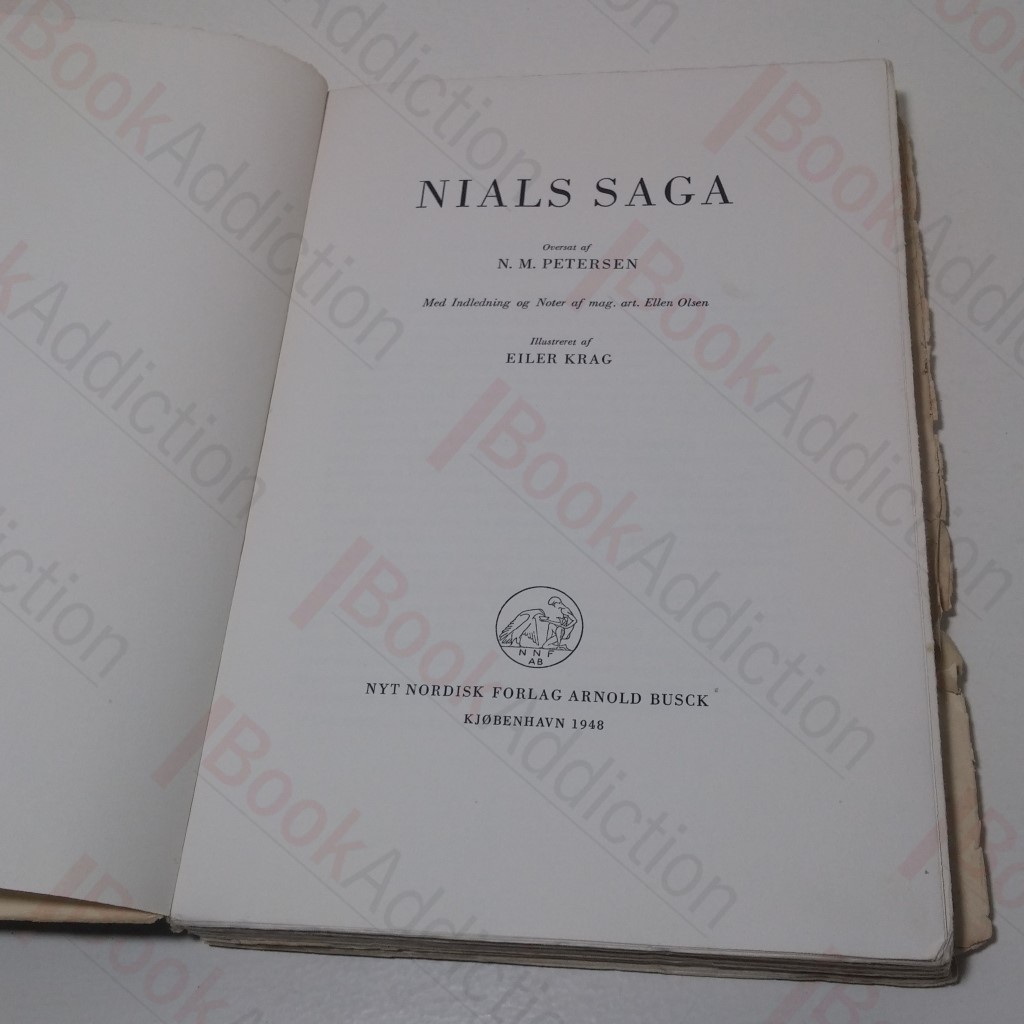 NIALS SAGA
Oversat af
N. M. PETERSEN
Med Indledning og Noter af mag. art. Ellen Olsen
Illustreret af
EILER KRAG
N N F
AB
NYT NORDISK FORLAG ARNOLD BUSCK
KJØBENHAVN 1948
BookAddiction